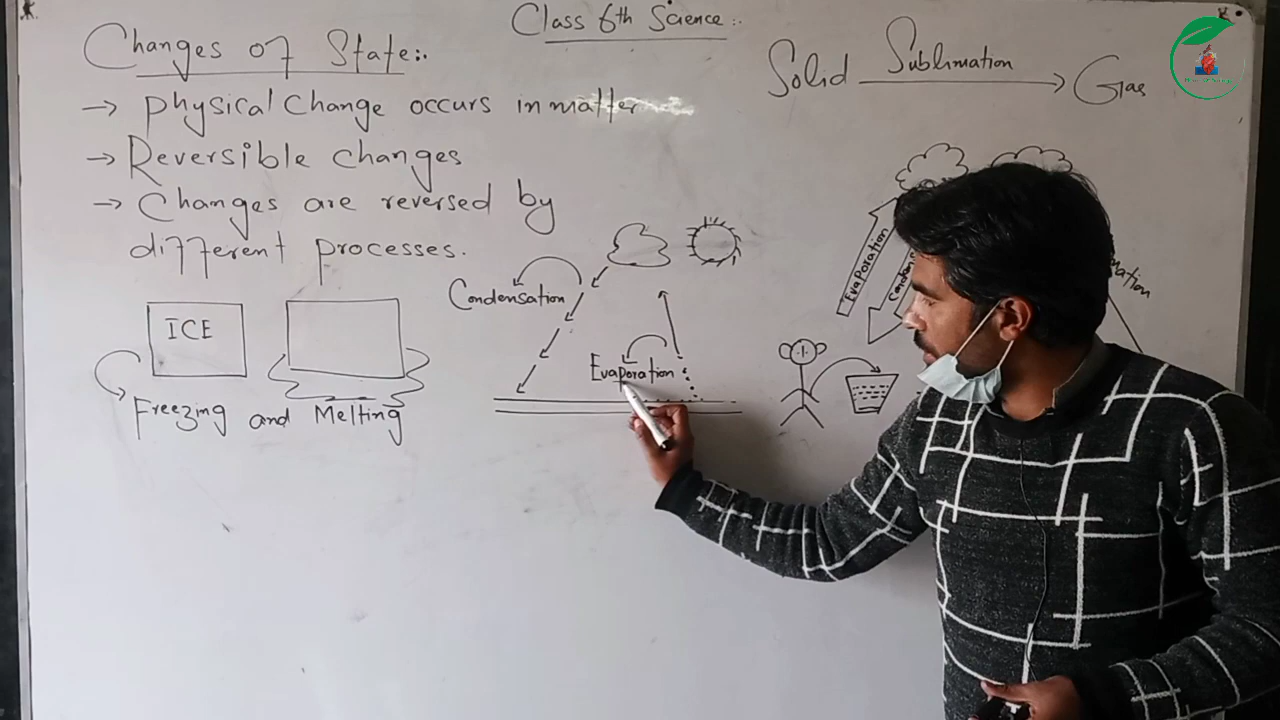 Class 6th Science:.
Changes of State:.
→ Physical Change occurs in matter
→ Reversible changes
→ Changes are reversed by
different processes.
Solid Sublimation → Gas
ICE
Freezing and Melting
Condensation
Evaporation
Evaporation